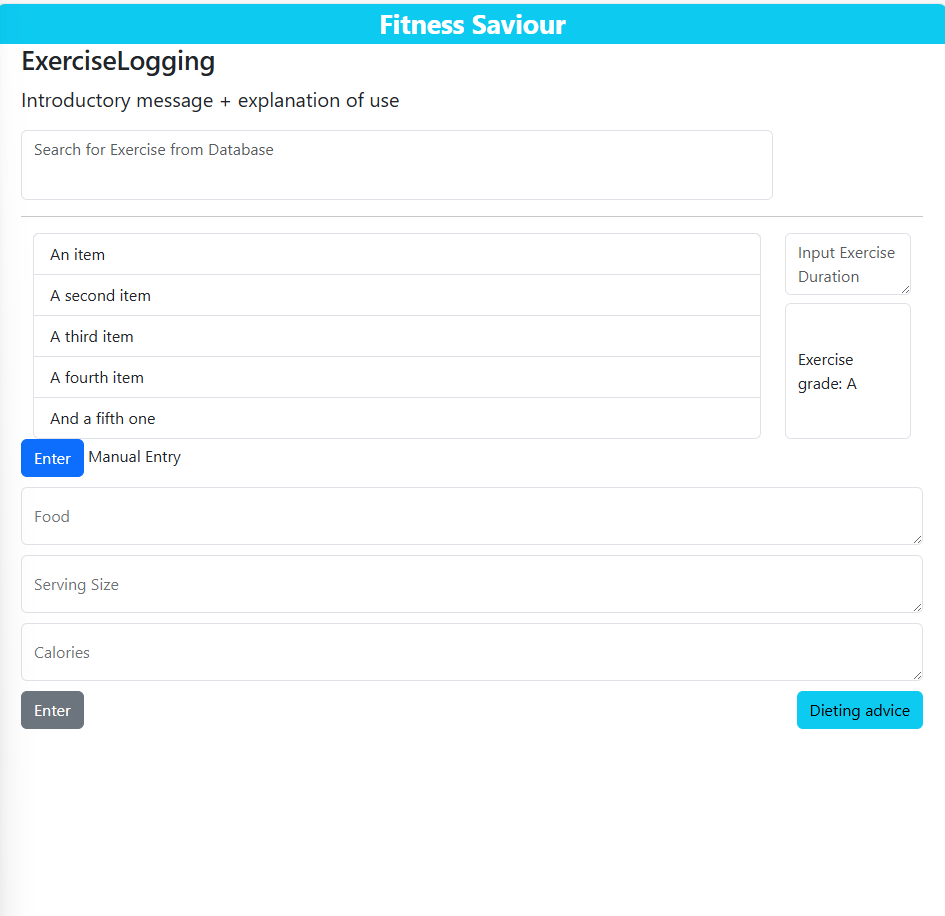 Fitness Saviour
ExerciseLogging
Introductory message + explanation of use
Search for Exercise from Database
An item
A second item
A third item
A fourth item
And a fifth one
Input Exercise
Duration
Exercise
grade: A
Enter
Manual Entry
Food
Serving Size
Calories
Enter
Dieting advice